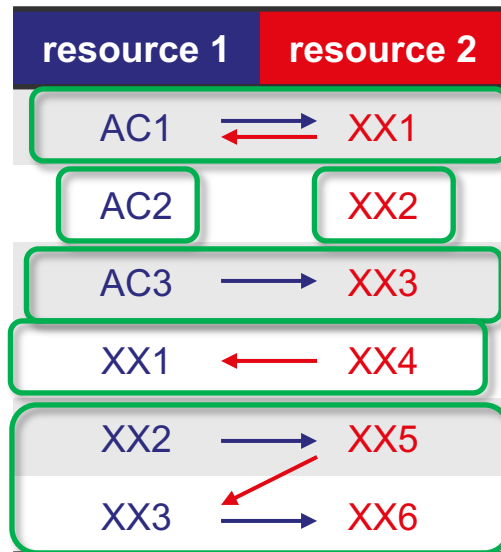 resource 1 resource 2
AC1 XX1
AC2 XX2
AC3 XX3
XX1 XX4
XX2 XX5
XX3 XX6